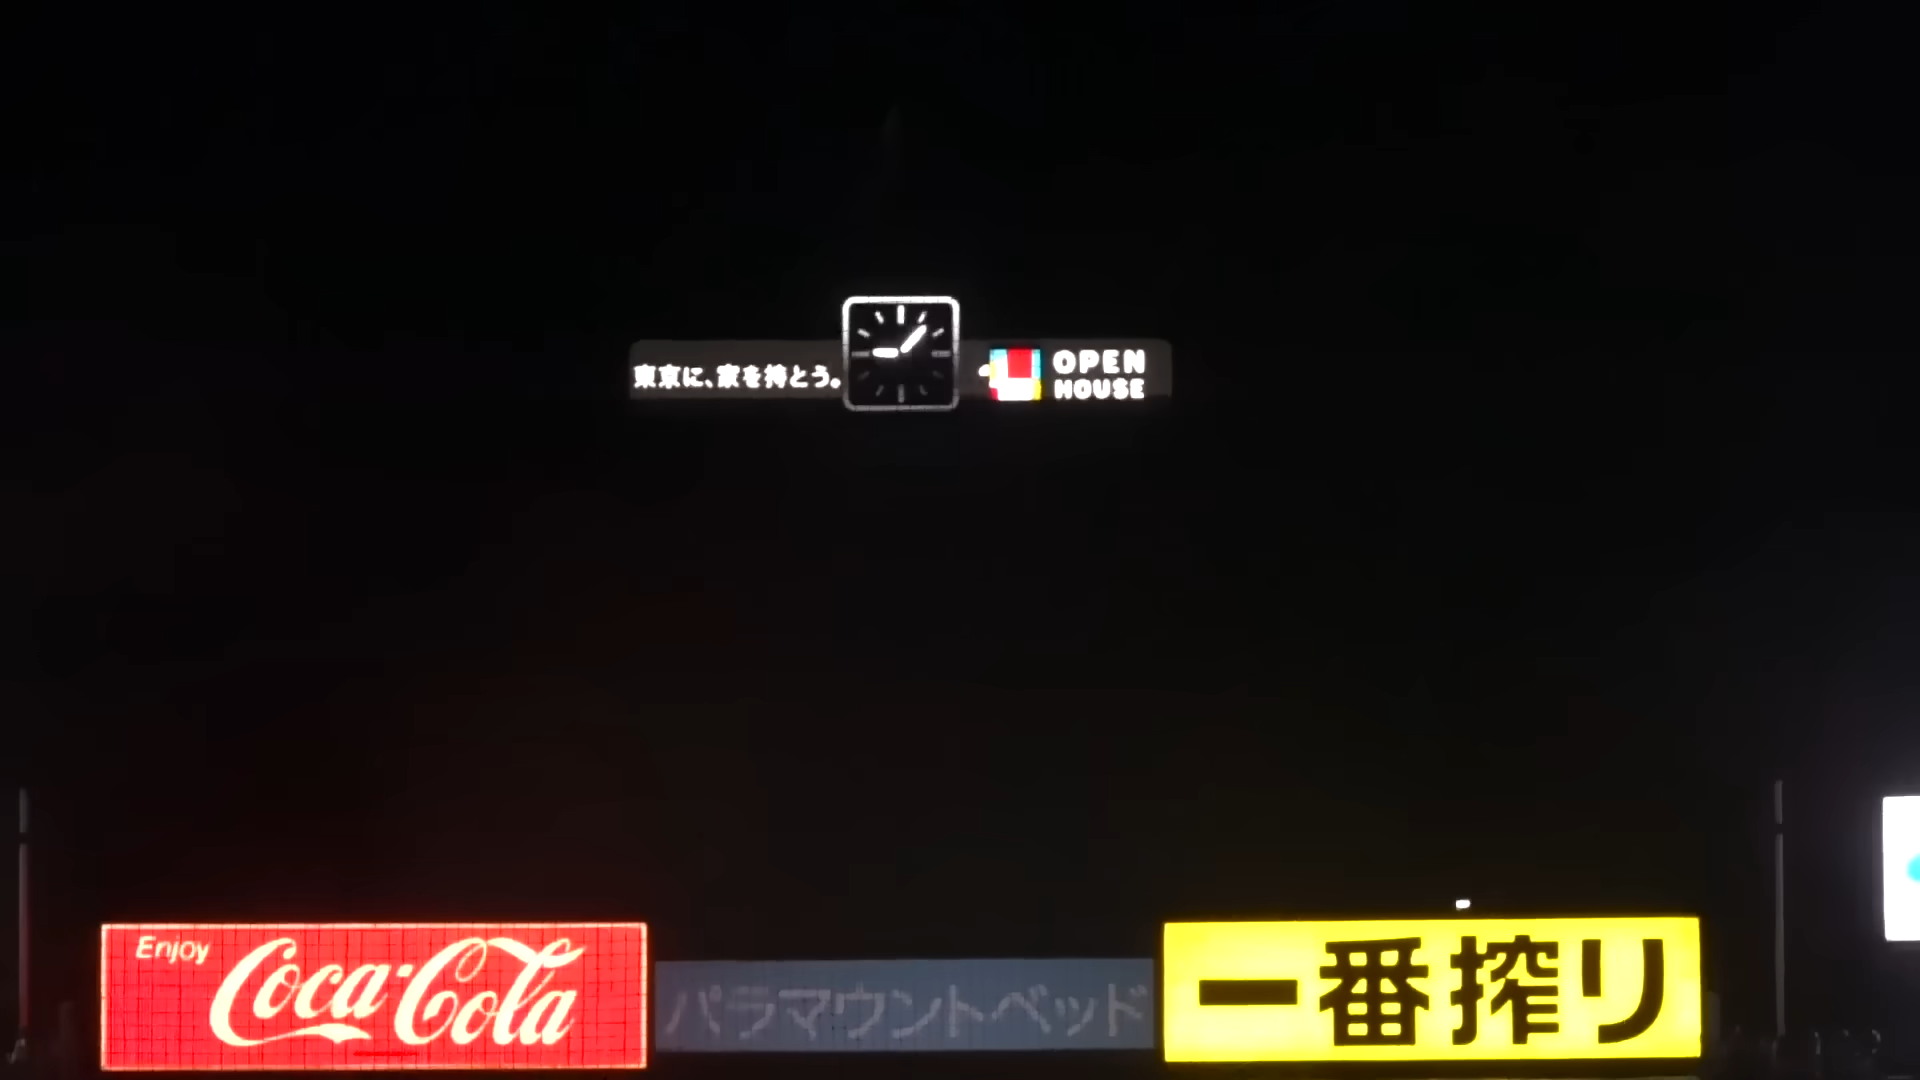 東京に、家を持とう。
OPEN
HOUSE
Enjoy
Coca-Cola
パラマウントベッド
一番搾り